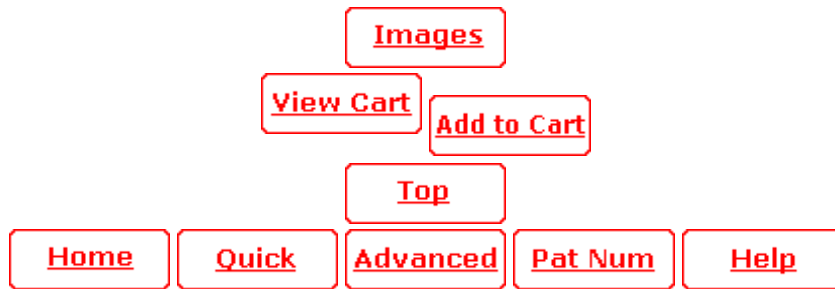 Images
View Cart
Add to Cart
Top
Home Quick Advanced Pat Num Help